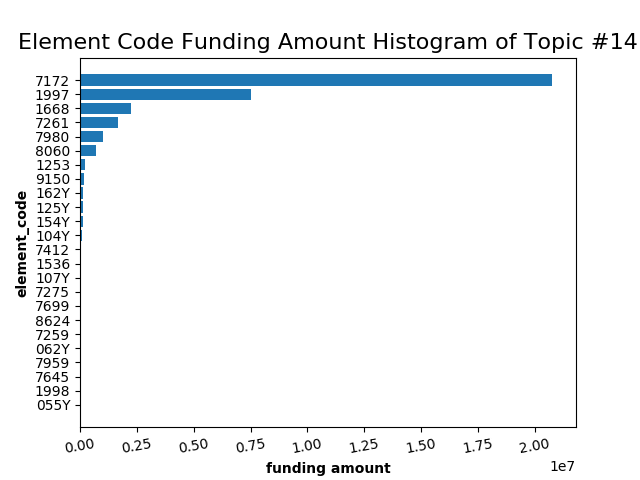 Element Code Funding Amount Histogram of Topic #14
7172
1997
1668
7261
7980
8060
1253
9150
162Y
125Y
154Y
104Y
7412
1536
107Y
7275
7699
8624
7259
062Y
7959
7645
1998
055Y
element_code
0.00 0.25 0.50 0.75 1.00 1.25 1.50 1.75 2.00
1e7
funding amount